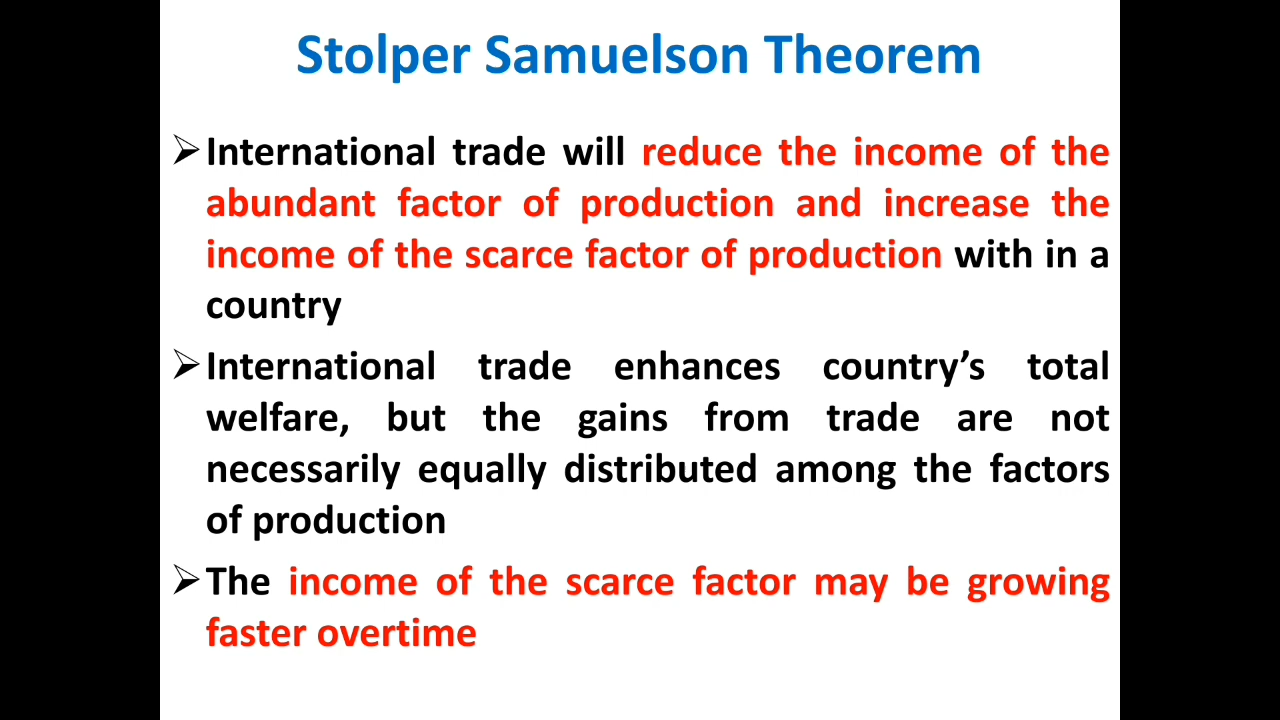 Stolper Samuelson Theorem
➢International trade will reduce the income of the
abundant factor of production and increase the
income of the scarce factor of production with in a
country
➢International trade enhances country’s total
welfare, but the gains from trade are not
necessarily equally distributed among the factors
of production
➢The income of the scarce factor may be growing
faster overtime